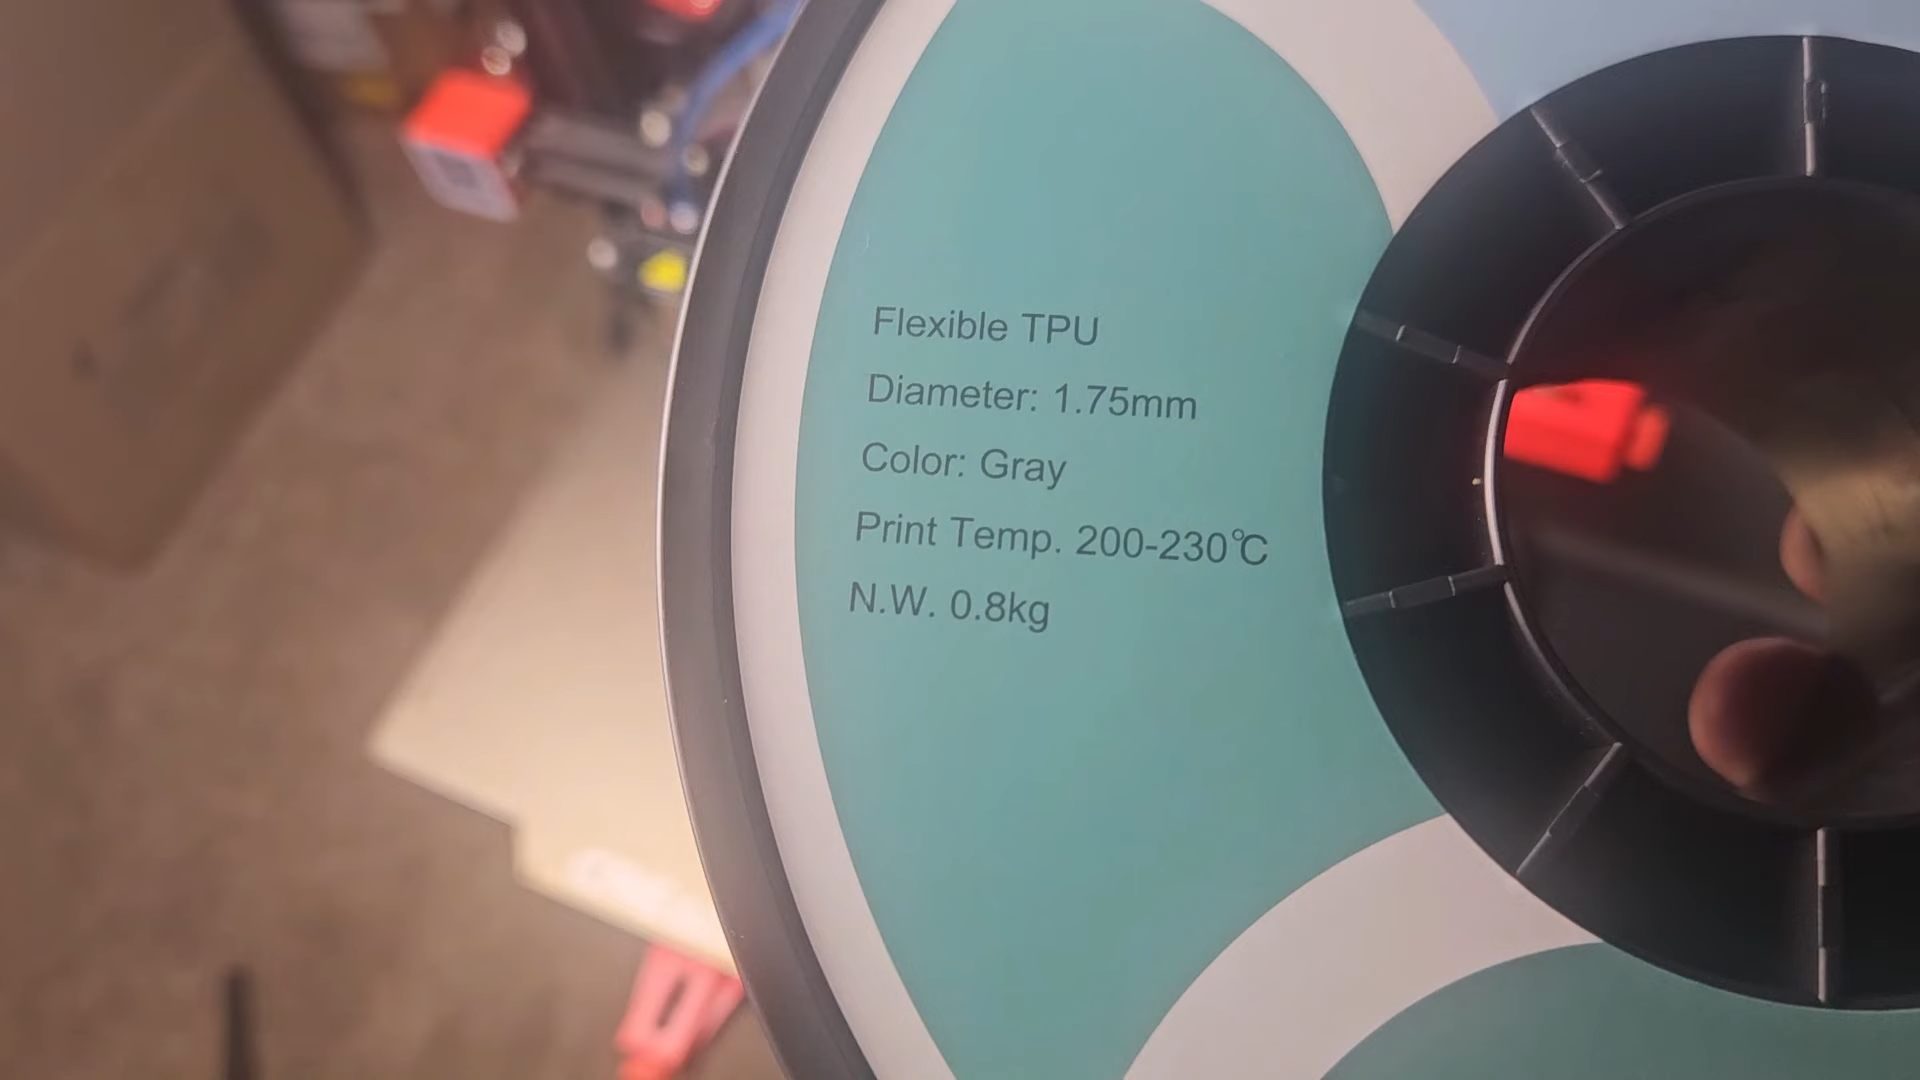 Flexible TPU
Diameter: 1.75mm
Color: Gray
Print Temp. 200-230℃
N.W. 0.8kg